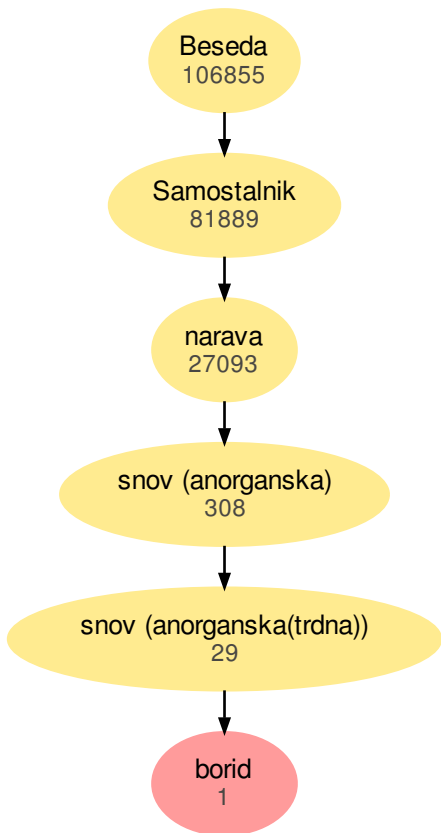 Beseda
106855
Samostalnik
81889
narava
27093
snov (anorganska)
308
snov (anorganska(trdna))
29
borid
1